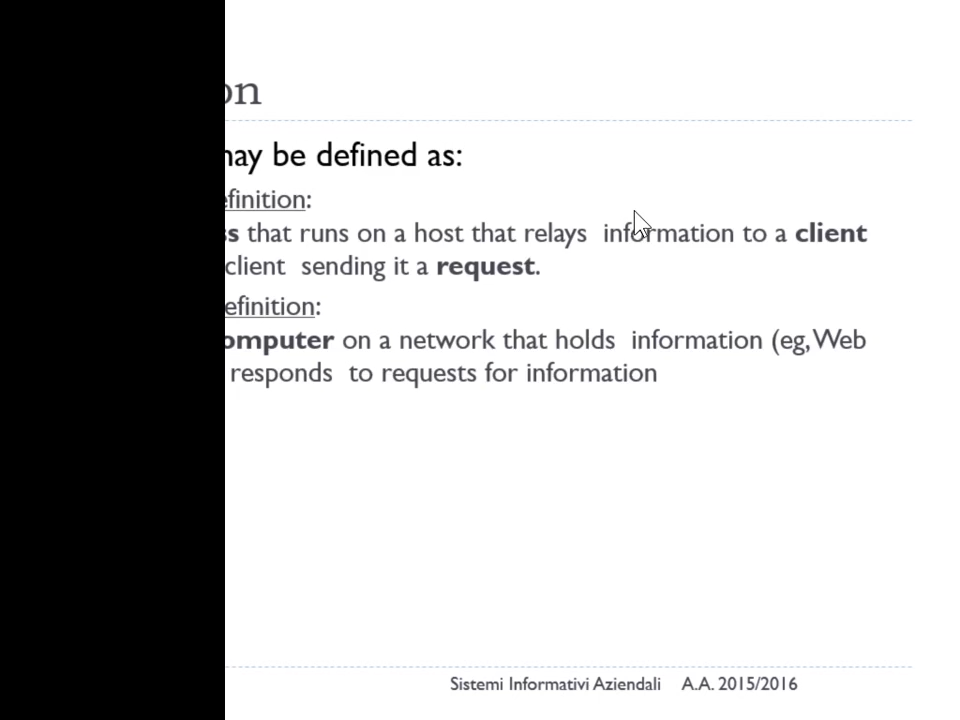 on
may be defined as:
efinition:
ss that runs on a host that relays information to a client
client sending it a request.
efinition:
omputer on a network that holds information (eg, Web
responds to requests for information
Sistemi Informativi Aziendali A.A. 2015/2016